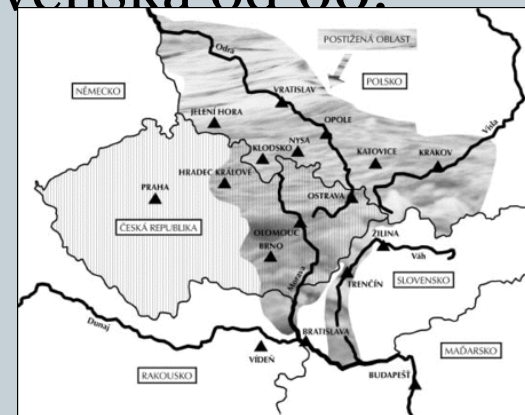 POSTIŽENÁ OBLAST
Odra
NĚMECKO
POLSKO
VRATISLAV
JELENÍ HORA
OPOLE
Visla
NYSA
KLODSKO
KATOVICE
KRAKOV
HRADEC KRÁLOVÉ
PRAHA
OSTRAVA
ČESKÁ REPUBLIKA
OLOMOUC
ŽILINA
BRNO
Váh
Morava
TRENČÍN
SLOVENSKO
Dunaj
BRATISLAVA
VÍDEŇ
MAĎARSKO
RAKOUSKO
BUDAPEŠŤ